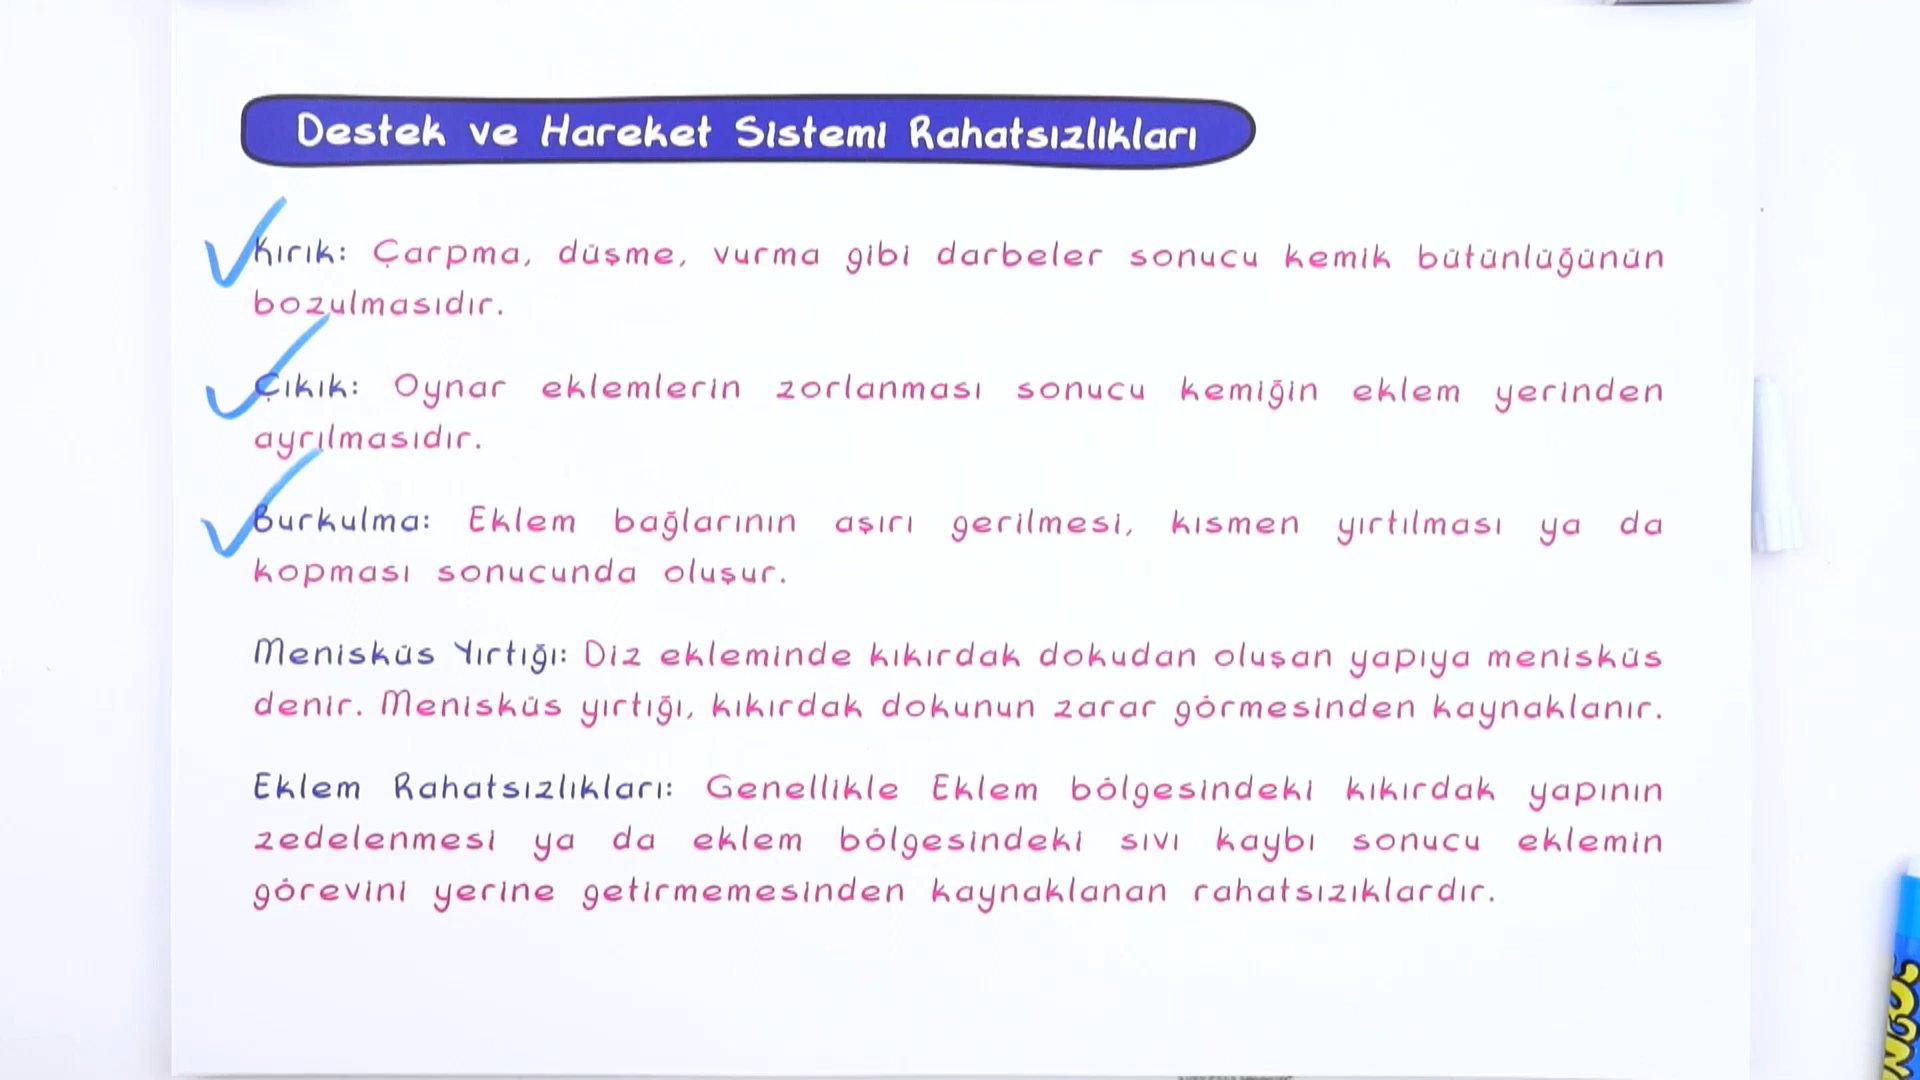 Destek ve Hareket Sistemi Rahatsızlıkları
Kırık: Çarpma, düşme, vurma gibi darbeler sonucu kemik bütünlüğünün
bozulmasıdır.
Çıkık: Oynar eklemlerin zorlanması sonucu kemiğin eklem yerinden
ayrılmasıdır.
Burkulma: Eklem bağlarının aşırı gerilmesi, kısmen yırtılması ya da
kopması sonucunda oluşur.
Menisküs Yırtığı: Diz ekleminde kıkırdak dokudan oluşan yapıya menisküs
denir. Menisküs yırtığı, kıkırdak dokunun zarar görmesinden kaynaklanır.
Eklem Rahatsızlıkları: Genellikle Eklem bölgesindeki kıkırdak yapının
zedelenmesi ya da eklem bölgesindeki sıvı kaybı sonucu eklemin
görevini yerine getirmemesinden kaynaklanan rahatsızıklardır.